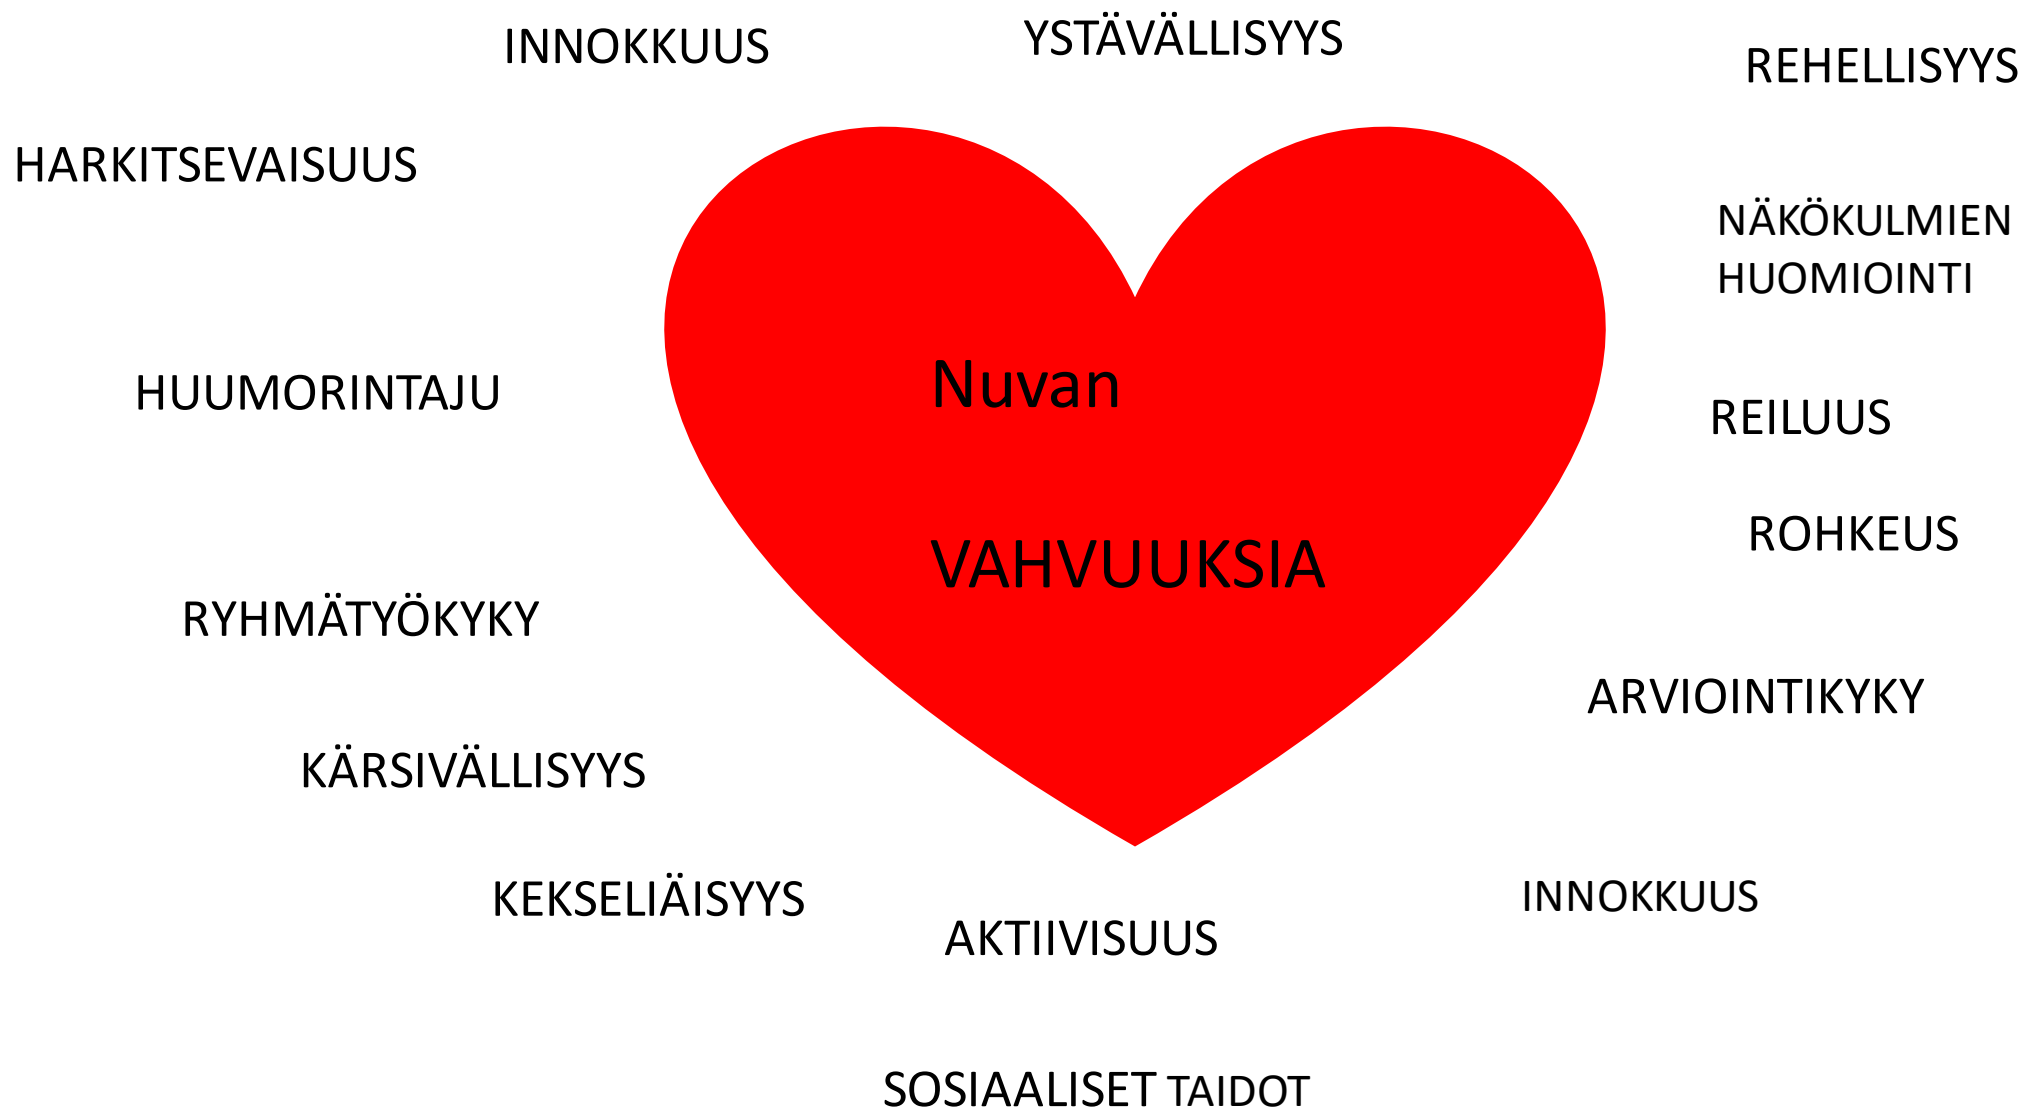 INNOKKUUS
YSTÄVÄLLISYYS
REHELLISYYS
HARKITSEVAISUUS
NÄKÖKULMIEN
HUOMIOINTI
Nuvan
HUUMORINTAJU
REILUUS
ROHKEUS
VAHVUUKSIA
RYHMÄTYÖKYKY
ARVIOINTIKYKY
KÄRSIVÄLLISYYS
KEKSELIÄISYYS
INNOKKUUS
AKTIIVISUUS
SOSIAALISET TAIDOT